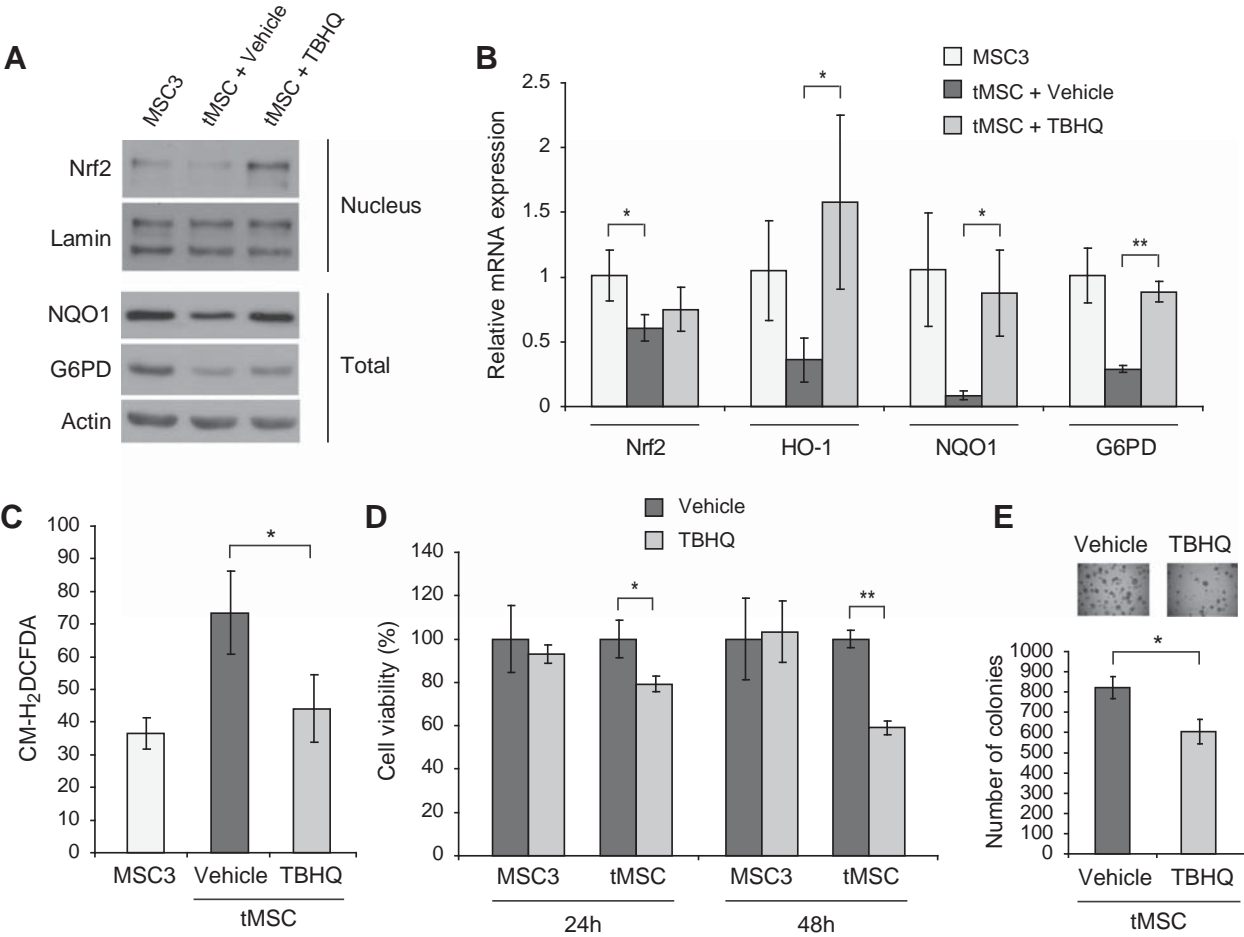 A
MSC3
tMSC + Vehicle
tMSC + TBHQ
Nrf2
Lamin
Nucleus
NQO1
G6PD
Actin
Total
B
MSC3
tMSC + Vehicle
tMSC + TBHQ
Relative mRNA expression
2.5
2
1.5
1
0.5
0
*
*
*
**
Nrf2
HO-1
NQO1
G6PD
C
CM-H2DCFDA
100
90
80
70
60
50
40
30
20
10
0
*
MSC3
Vehicle
TBHQ
tMSC
D
Vehicle
TBHQ
Cell viability (%)
140
120
100
80
60
40
20
0
*
**
MSC3
tMSC
MSC3
tMSC
24h
48h
E
Vehicle
TBHQ
Number of colonies
1000
900
800
700
600
500
400
300
200
100
0
*
Vehicle
TBHQ
tMSC